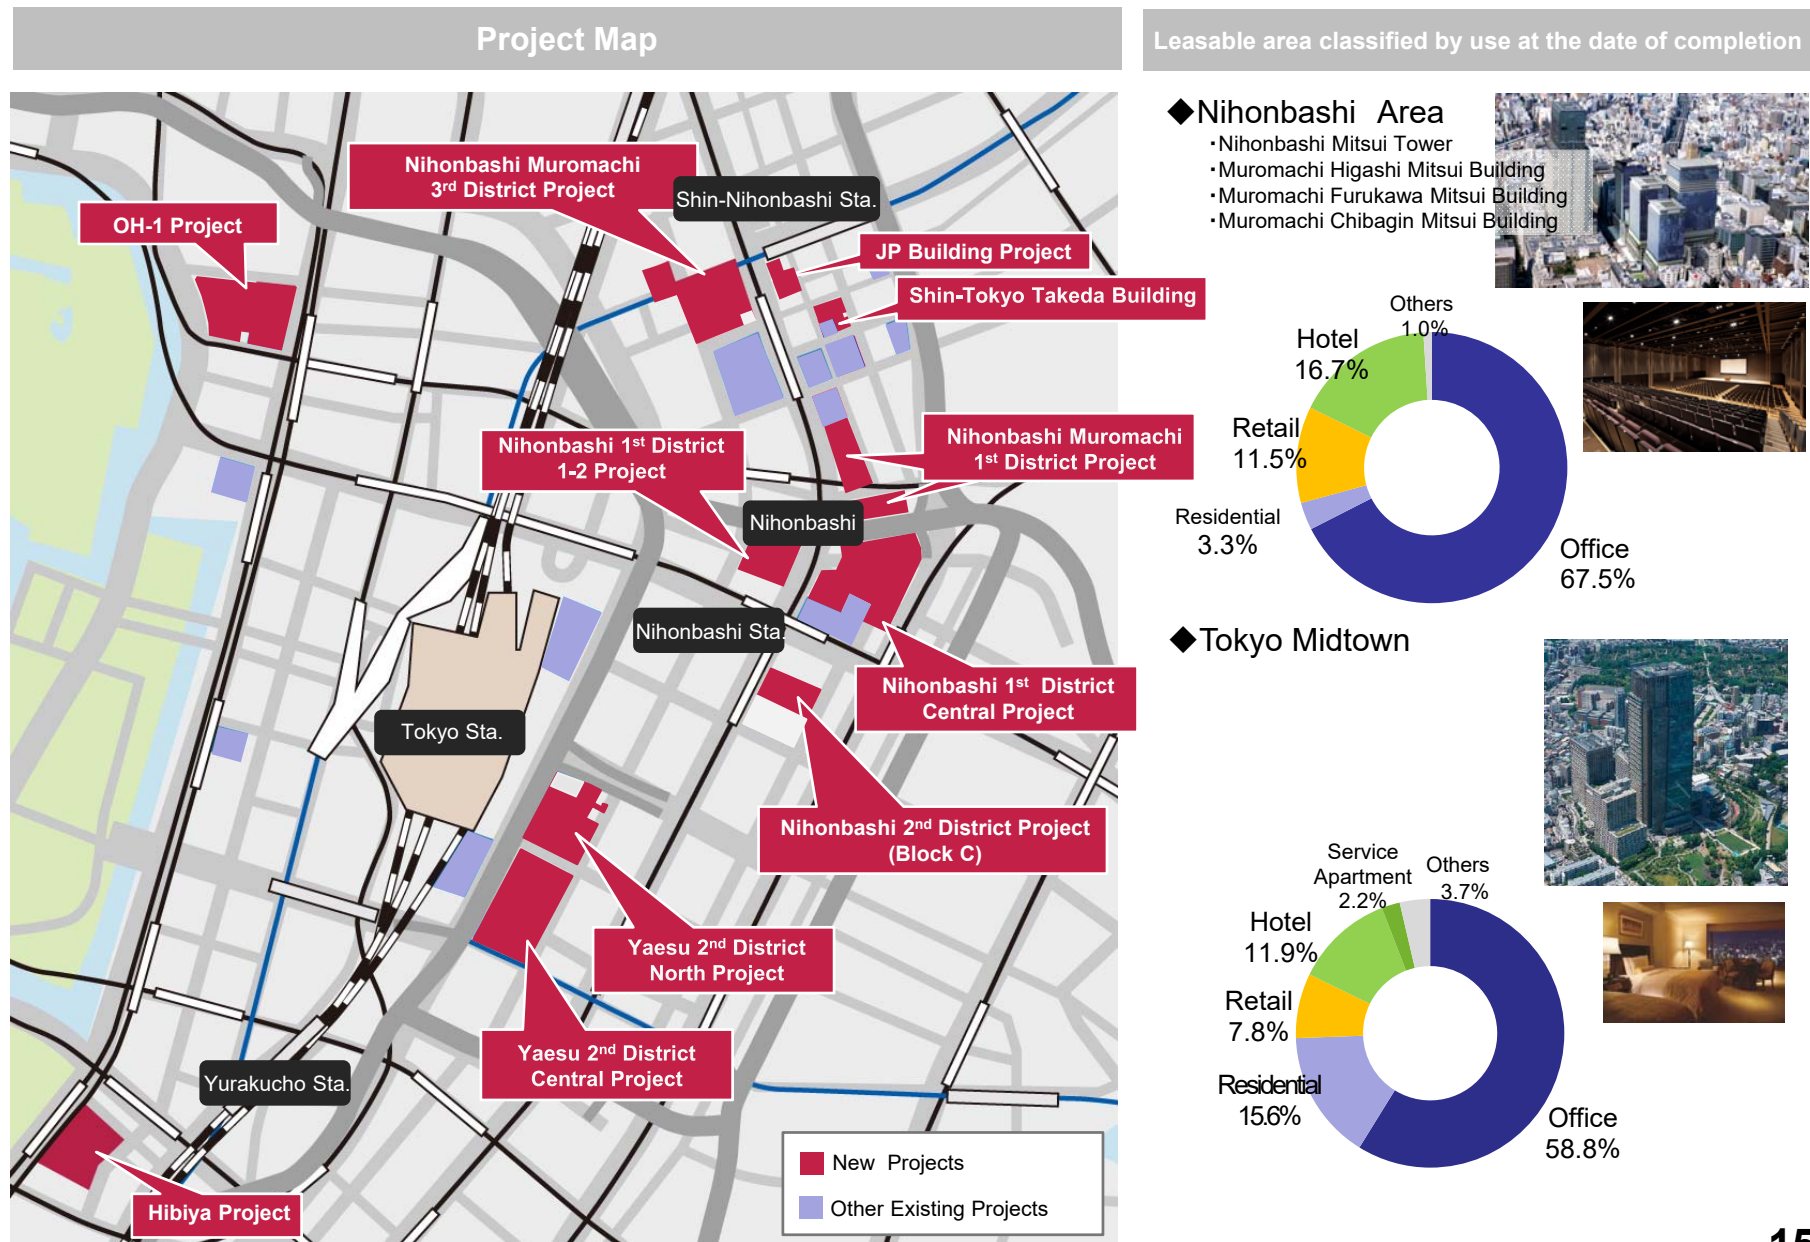 Project Map
Leasable area classified by use at the date of completion
Nihonbashi Muromachi
3rd District Project
Shin-Nihonbashi Sta.
OH-1 Project
JP Building Project
Shin-Tokyo Takeda Building
Nihonbashi 1st District
1-2 Project
Nihonbashi Muromachi
1st District Project
Nihonbashi
Nihonbashi Sta.
Nihonbashi 1st District
Central Project
Tokyo Sta.
Nihonbashi 2nd District Project
(Block C)
Yaesu 2nd District
North Project
Yaesu 2nd District
Central Project
Yurakucho Sta.
Hibiya Project
New Projects
Other Existing Projects
◆Nihonbashi Area
・Nihonbashi Mitsui Tower
・Muromachi Higashi Mitsui Building
・Muromachi Furukawa Mitsui Building
・Muromachi Chibagin Mitsui Building
Others
1.0%
Hotel
16.7%
Retail
11.5%
Residential
3.3%
Office
67.5%
◆Tokyo Midtown
Service
Apartment
2.2%
Others
3.7%
Hotel
11.9%
Retail
7.8%
Residential
15.6%
Office
58.8%
15